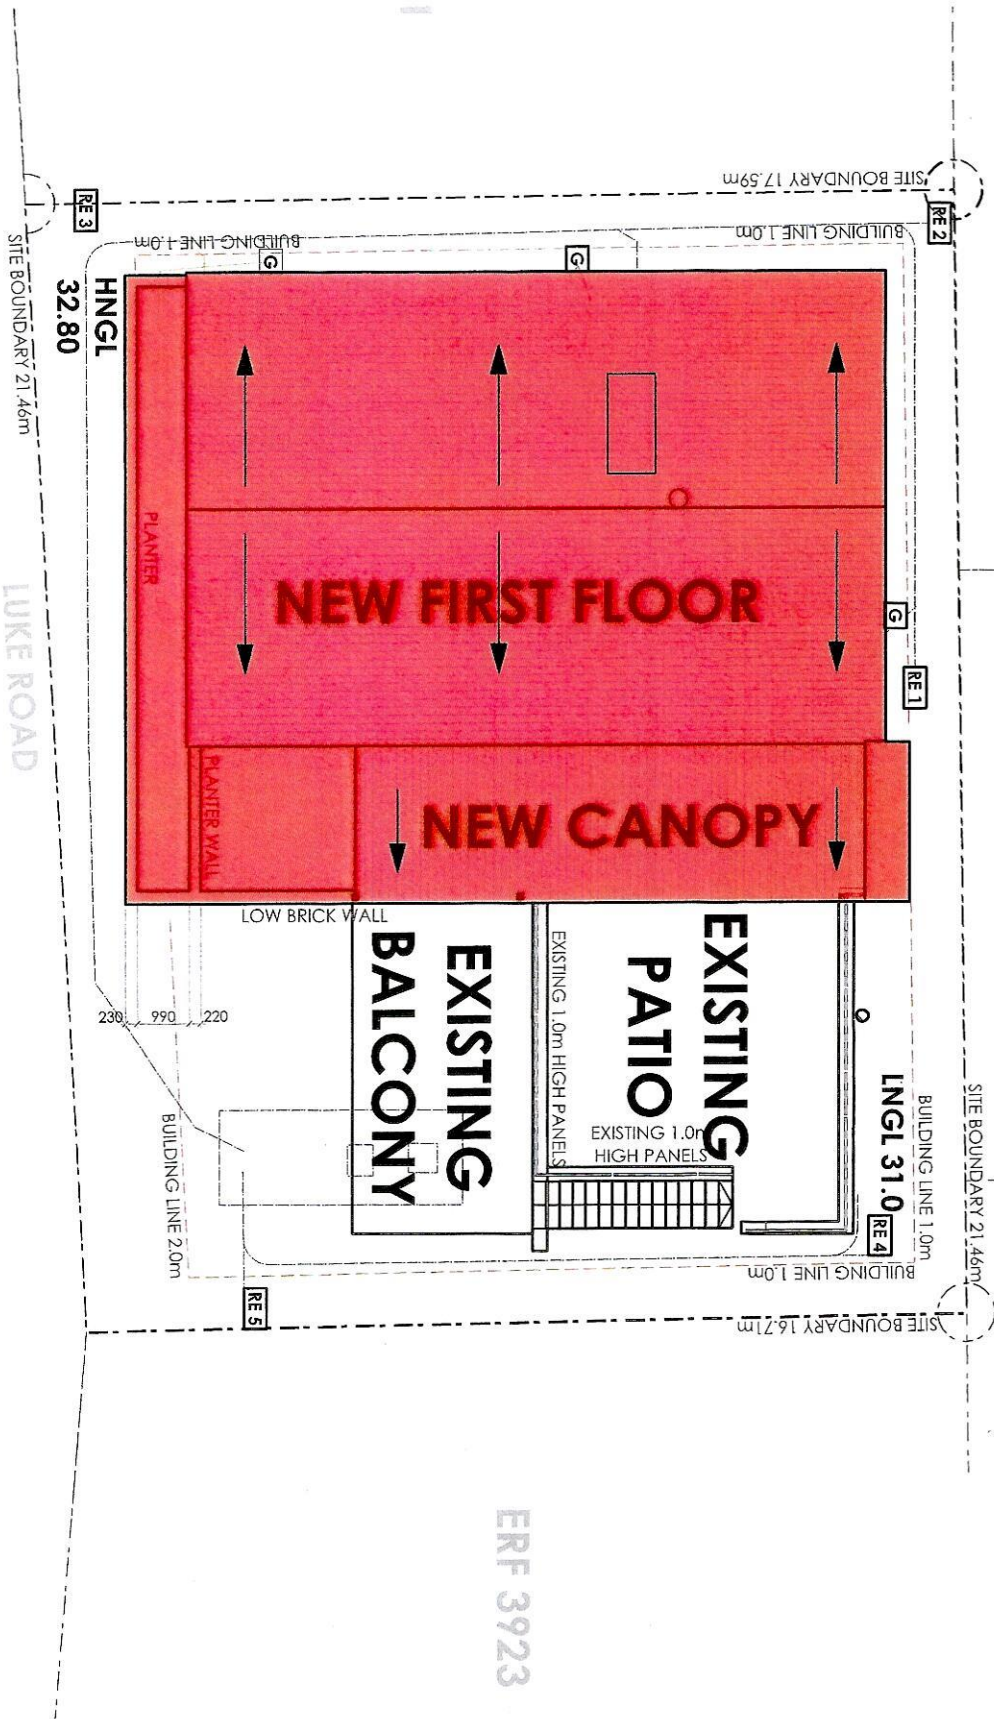 SITE BOUNDARY 17.59m
RE 2
RE 3
BUILDING LINE 1.0m
BUILDING LINE 1.0m
G
G
SITE BOUNDARY 21.46m
HNGL
32.80
PLANTER
NEW FIRST FLOOR
G
RE 1
LUKE ROAD
PLANTER WALL
NEW CANOPY
LOW BRICK WALL
EXISTING
BALCONY
EXISTING 1.0m HIGH PANELS
EXISTING
PATIO
230
990
220
EXISTING 1.0m
HIGH PANELS
LNGL 31.0
BUILDING LINE 1.0m
SITE BOUNDARY 21.46m
BUILDING LINE 2.0m
RE 4
BUILDING LINE 1.0m
RE 5
SITE BOUNDARY 16.71m
ERF 3923